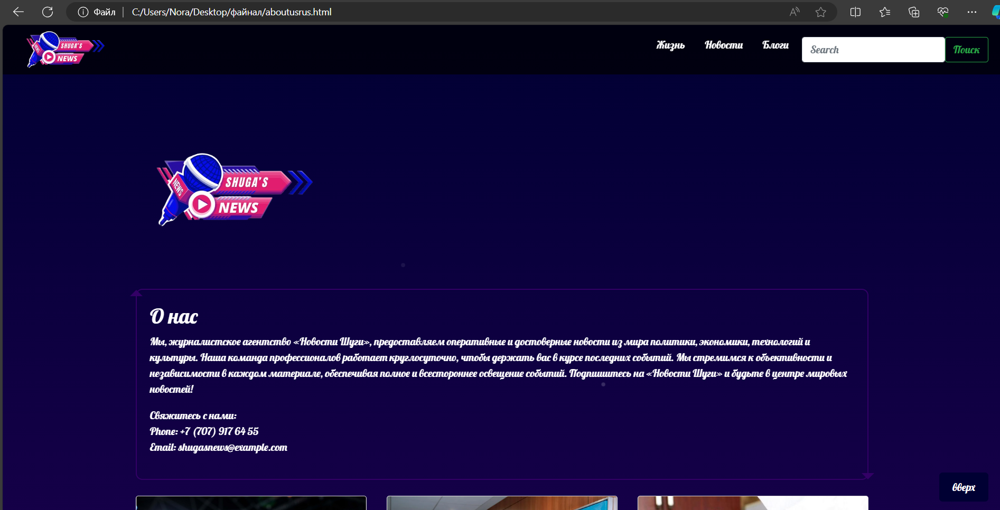 Файл
C:/Users/Nora/Desktop/файнал/aboutusrus.html
SHUGA'S
NEWS
NEWS
Жизнь
Новости
Блоги
Search
Поиск
SHUGA'S
NEWS
NEWS
О нас
Мы, журналистское агентство «Новости Шуги», предоставляем оперативные и достоверные новости из мира политики, экономики, технологий и
культуры. Наша команда профессионалов работает круглосуточно, чтобы держать вас в курсе последних событий. Мы стремимся к объективности и
независимости в каждом материале, обеспечивая полное и всестороннее освещение событий. Подпишитесь на «Новости Шуги» и будьте в центре мировых
новостей!
Свяжитесь с нами:
Phone: +7 (707) 917 64 55
Email: shugasnews@example.com
вверх